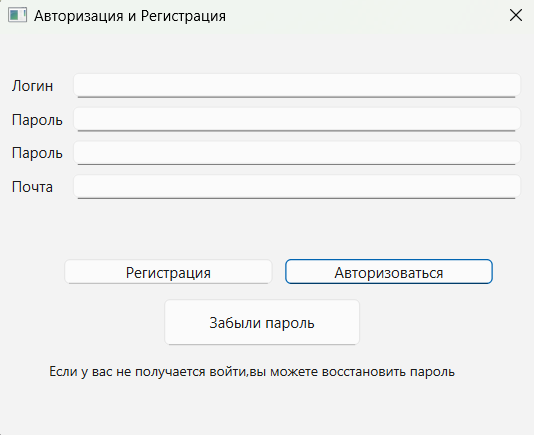 Авторизация и Регистрация
Логин
Пароль
Пароль
Почта
Регистрация
Авторизоваться
Забыли пароль
Если у вас не получается войти,вы можете восстановить пароль